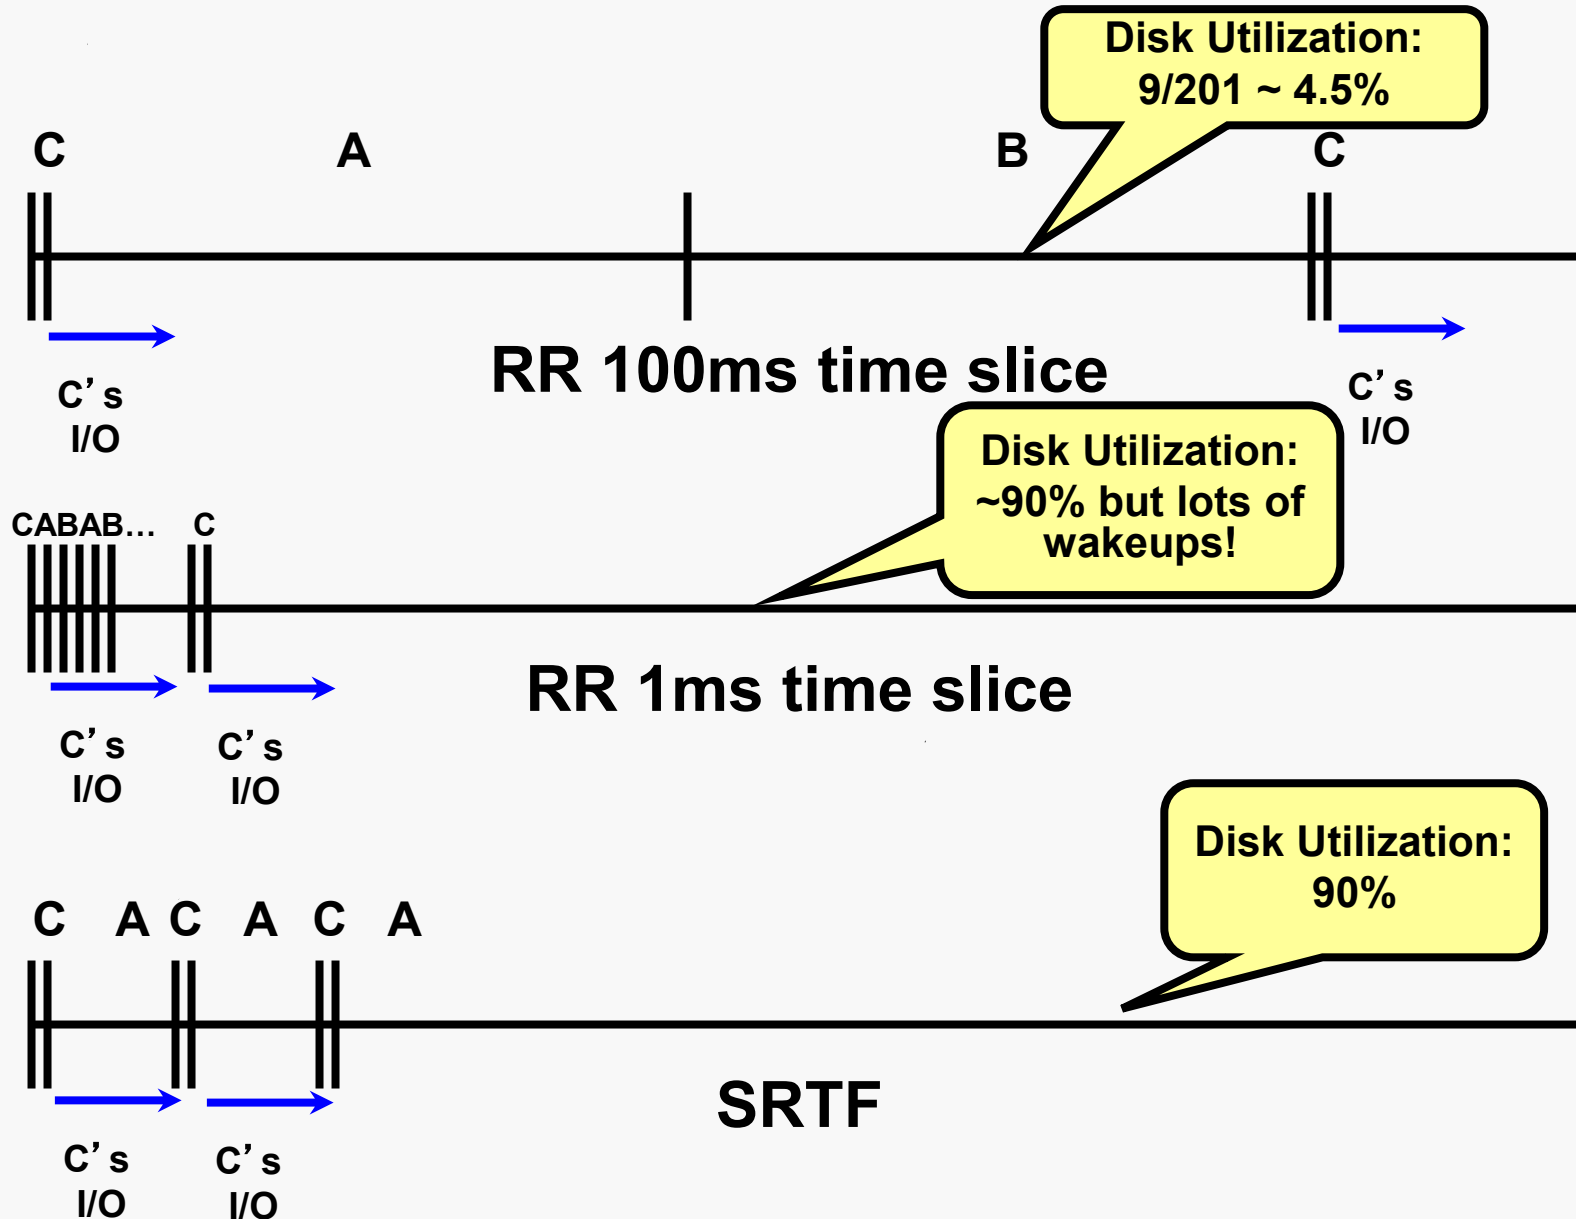 Disk Utilization:
9/201 ~ 4.5%
C
A
B
C
C’s
I/O
RR 100ms time slice
C’s
I/O
Disk Utilization:
~90% but lots of
wakeups!
CABAB…
C
C’s
I/O
C’s
I/O
RR 1ms time slice
Disk Utilization:
90%
C
A
C
A
C
A
C’s
I/O
C’s
I/O
SRTF